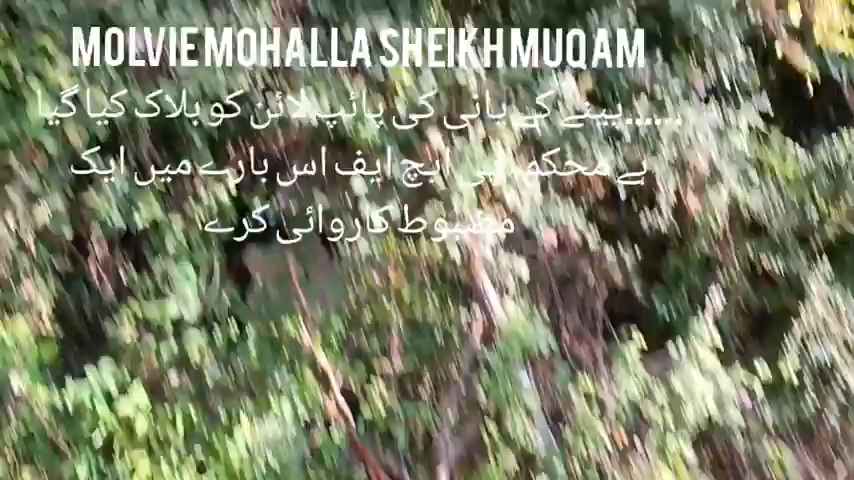 MOLVIE MOHALLA SHEIKH MUQAM
......پینے کے پانی کی پائپ لائن کو بلاک کیا گیا
ہے محکمہ ایچ ایف اس بارے میں ایک
مضبوط کاروائی کرے